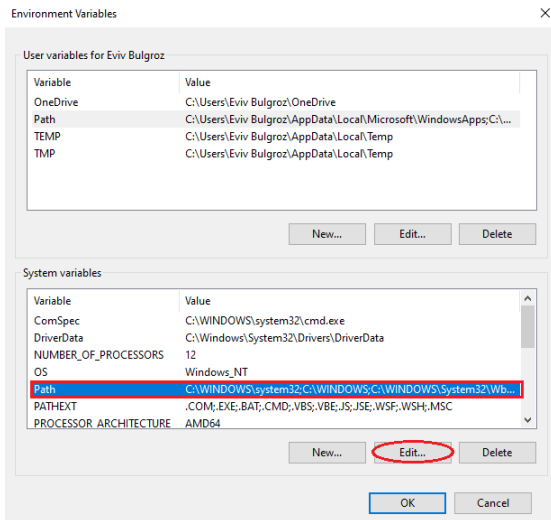 Environment Variables
User variables for Eviv Bulgroz
Variable Value
OneDrive C:\Users\Eviv Bulgroz\OneDrive
Path C:\Users\Eviv Bulgroz\AppData\Local\Microsoft\WindowsApps;C:\...
TEMP C:\Users\Eviv Bulgroz\AppData\Local\Temp
TMP C:\Users\Eviv Bulgroz\AppData\Local\Temp
New... Edit... Delete
System variables
Variable Value
ComSpec C:\WINDOWS\system32\cmd.exe
DriverData C:\Windows\System32\Drivers\DriverData
NUMBER_OF_PROCESSORS 12
OS Windows_NT
Path C:\WINDOWS\system32;C:\WINDOWS;C:\WINDOWS\System32\Wb...
PATHEXT .COM;.EXE;.BAT;.CMD;.VBS;.VBE;.JS;.JSE;.WSF;.WSH;.MSC
PROCESSOR_ARCHITECTURE AMD64
New... Edit... Delete
OK Cancel